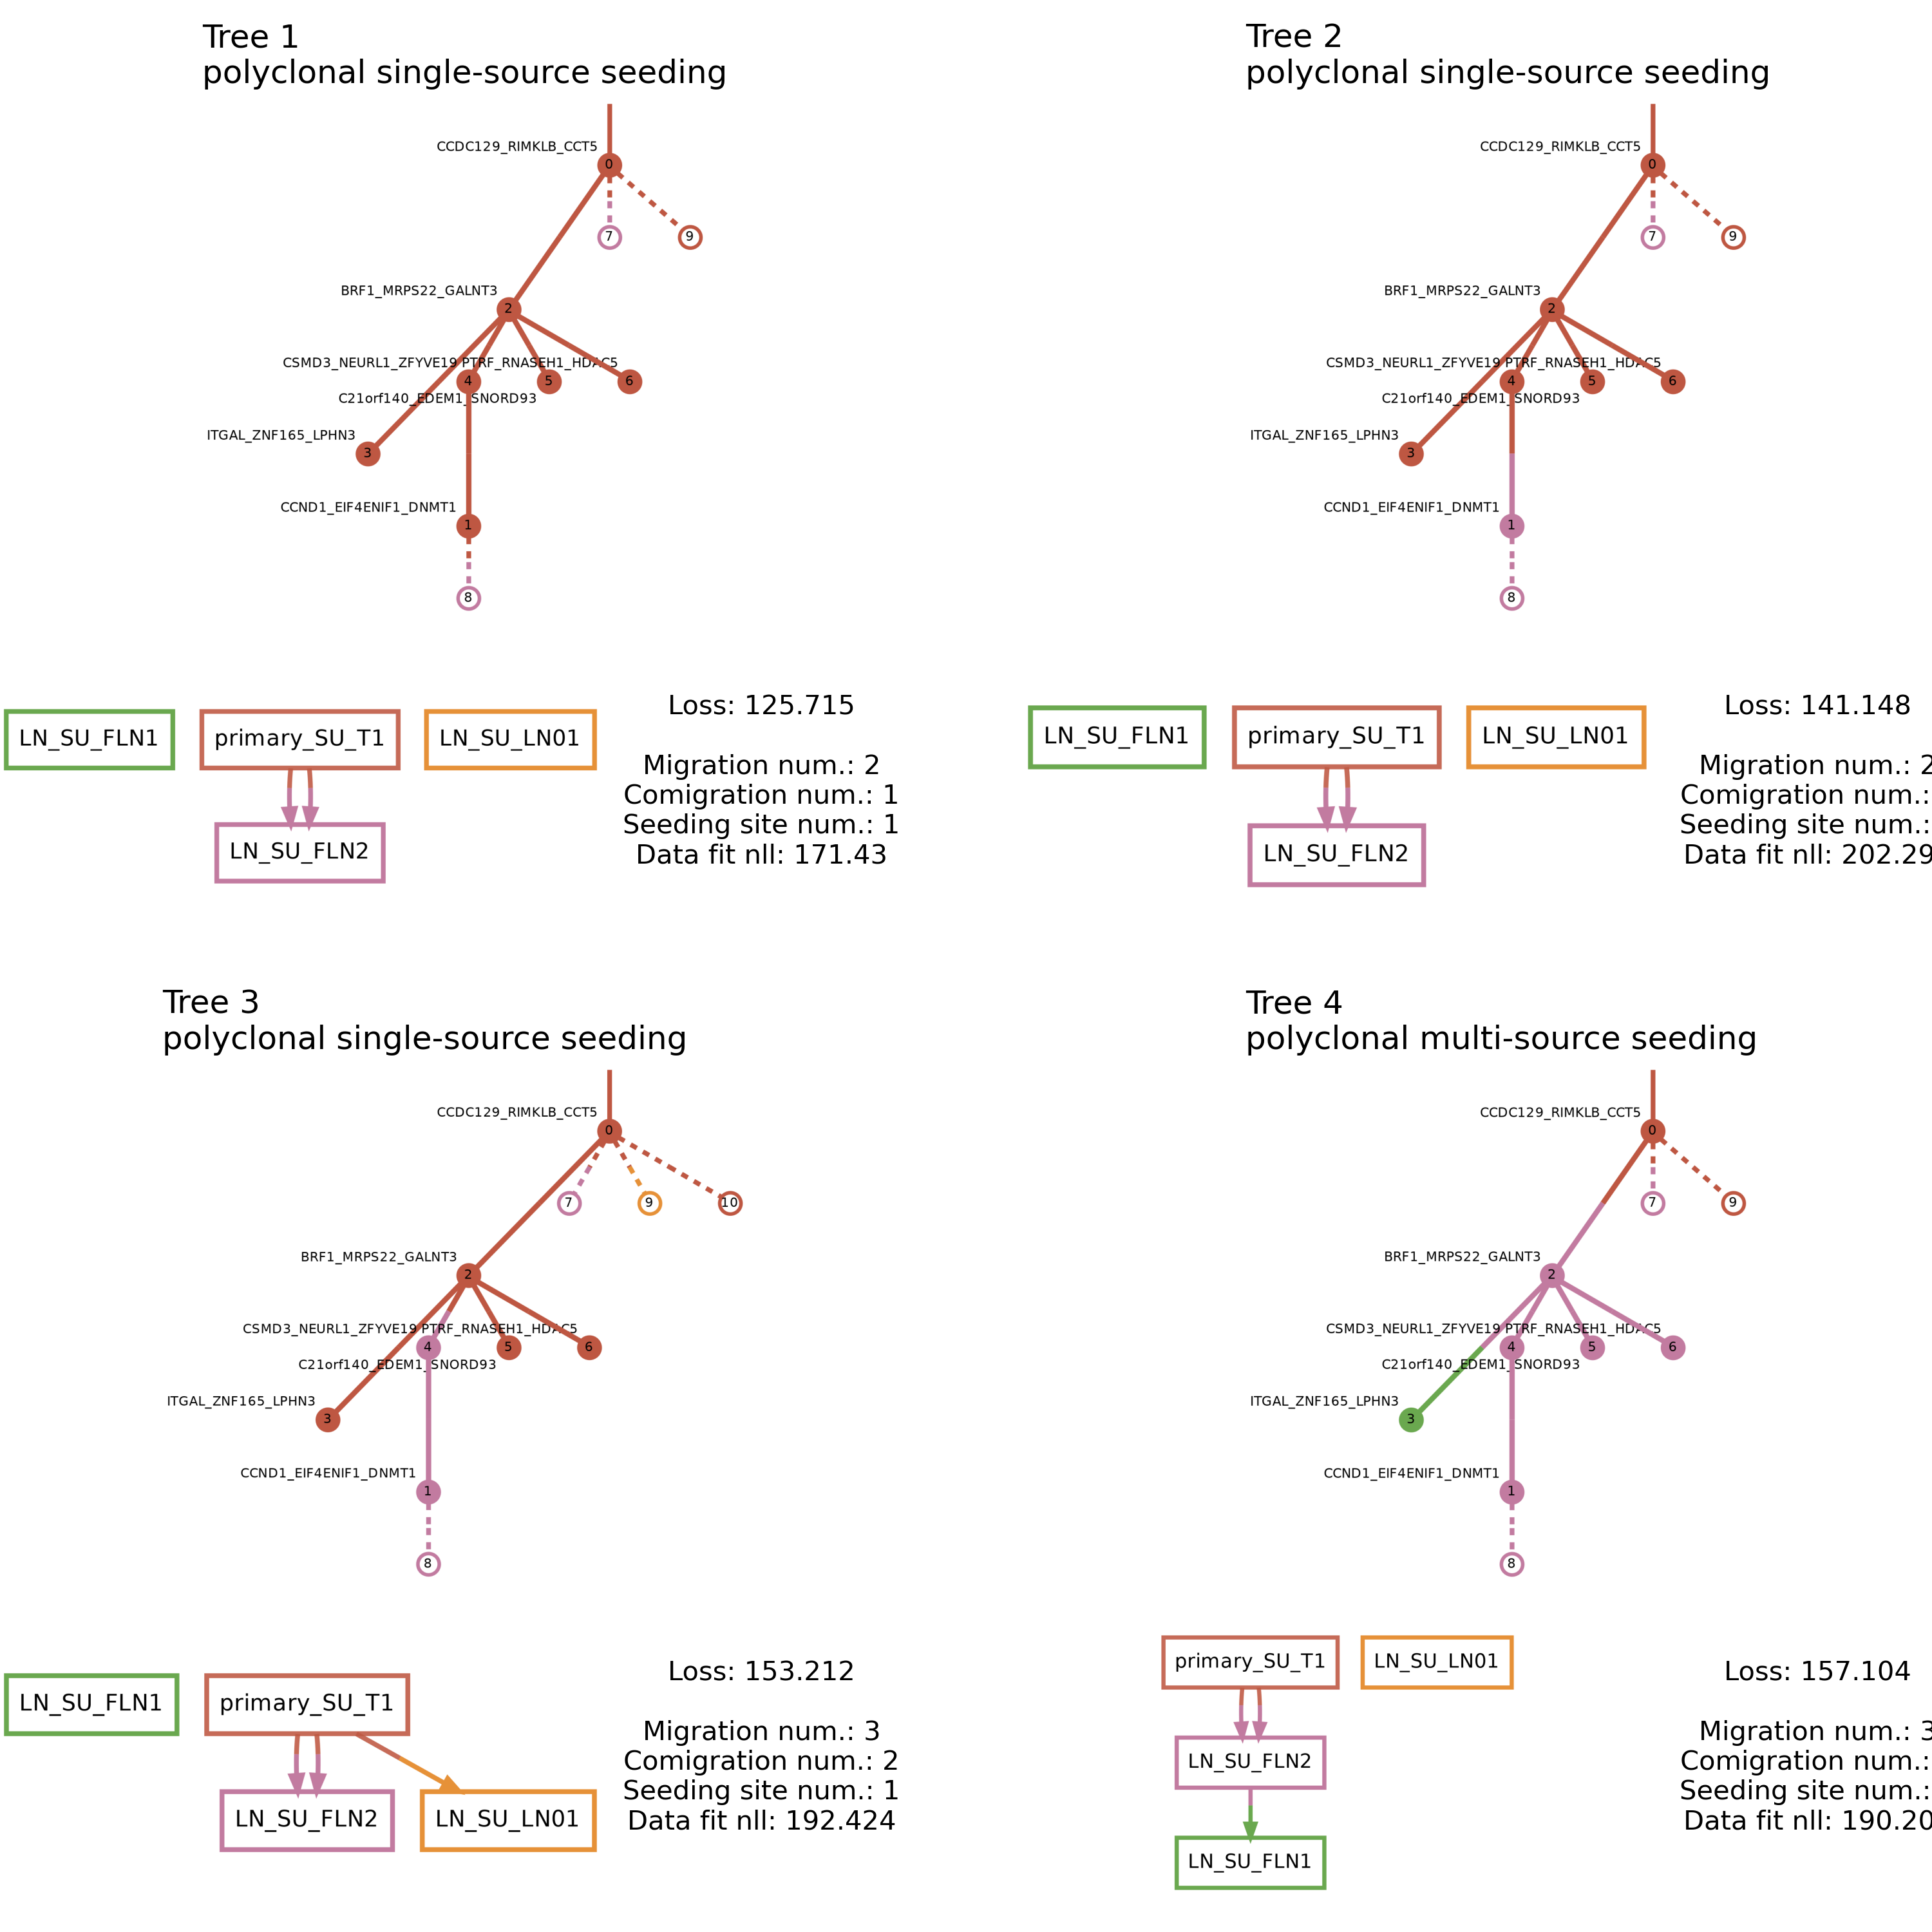 Tree 1
polyclonal single-source seeding
CCDC129_RIMKLB_CCT5
0
7
9
BRF1_MRPS22_GALNT3
2
CSMD3_NEURL1_ZFYVE19 PTRF_RNASEH1_HDAC5
4
5
6
C21orf140_EDEM1_SNORD93
ITGAL_ZNF165_LPHN3
3
CCND1_EIF4ENIF1_DNMT1
1
8
LN_SU_FLN1
primary_SU_T1
LN_SU_LN01
LN_SU_FLN2
Loss: 125.715
Migration num.: 2
Comigration num.: 1
Seeding site num.: 1
Data fit nll: 171.43
Tree 2
polyclonal single-source seeding
CCDC129_RIMKLB_CCT5
0
7
9
BRF1_MRPS22_GALNT3
2
CSMD3_NEURL1_ZFYVE19 PTRF_RNASEH1_HDAC5
4
5
6
C21orf140_EDEM1_SNORD93
ITGAL_ZNF165_LPHN3
3
CCND1_EIF4ENIF1_DNMT1
1
8
LN_SU_FLN1
primary_SU_T1
LN_SU_LN01
LN_SU_FLN2
Loss: 141.148
Migration num.: 2
Comigration num.:
Seeding site num.:
Data fit nll: 202.29
Tree 3
polyclonal single-source seeding
CCDC129_RIMKLB_CCT5
0
7
9
10
BRF1_MRPS22_GALNT3
2
CSMD3_NEURL1_ZFYVE19 PTRF_RNASEH1_HDAC5
4
5
6
C21orf140_EDEM1_SNORD93
ITGAL_ZNF165_LPHN3
3
CCND1_EIF4ENIF1_DNMT1
1
8
LN_SU_FLN1
primary_SU_T1
LN_SU_FLN2
LN_SU_LN01
Loss: 153.212
Migration num.: 3
Comigration num.: 2
Seeding site num.: 1
Data fit nll: 192.424
Tree 4
polyclonal multi-source seeding
CCDC129_RIMKLB_CCT5
0
7
9
BRF1_MRPS22_GALNT3
2
CSMD3_NEURL1_ZFYVE19 PTRF_RNASEH1_HDAC5
4
5
6
C21orf140_EDEM1_SNORD93
ITGAL_ZNF165_LPHN3
3
CCND1_EIF4ENIF1_DNMT1
1
8
primary_SU_T1
LN_SU_LN01
LN_SU_FLN2
LN_SU_FLN1
Loss: 157.104
Migration num.: 3
Comigration num.:
Seeding site num.:
Data fit nll: 190.20